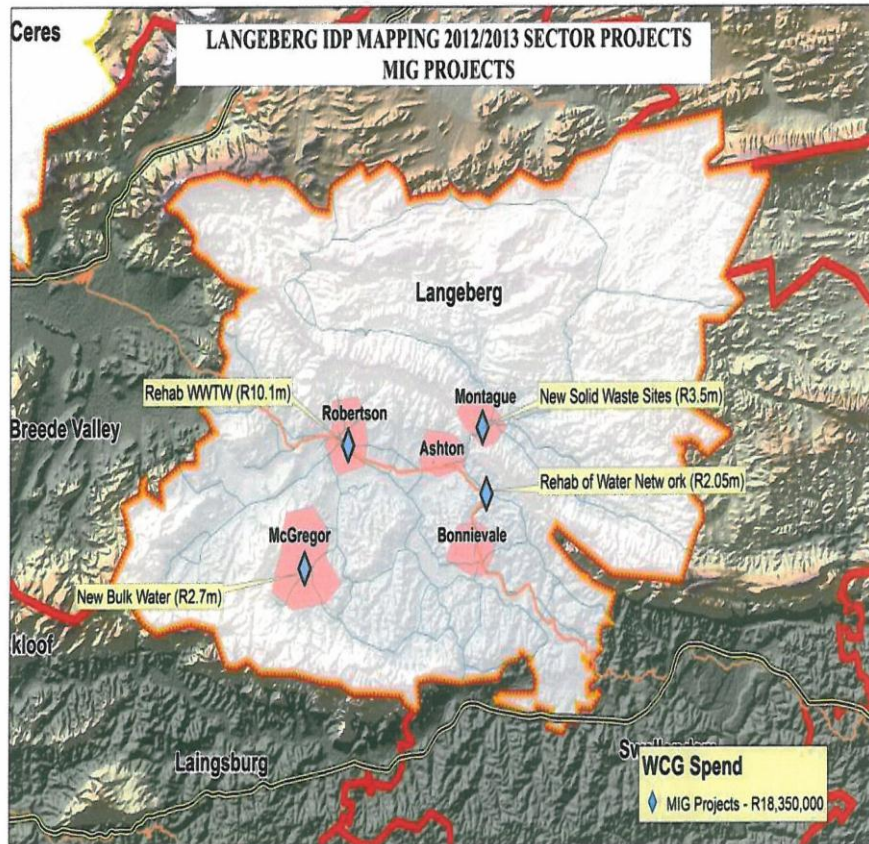 Ceres
LANGEBERG IDP MAPPING 2012/2013 SECTOR PROJECTS
MIG PROJECTS
Langeberg
Rehab WWTW (R10.1m)
Robertson
Montague
New Solid Waste Sites (R3.5m)
Breede Valley
Ashton
Rehab of Water Netw ork (R2.05m)
McGregor
Bonnievale
New Bulk Water (R2.7m)
kloof
Laingsburg
WCG Spend
MIG Projects - R18,350,000